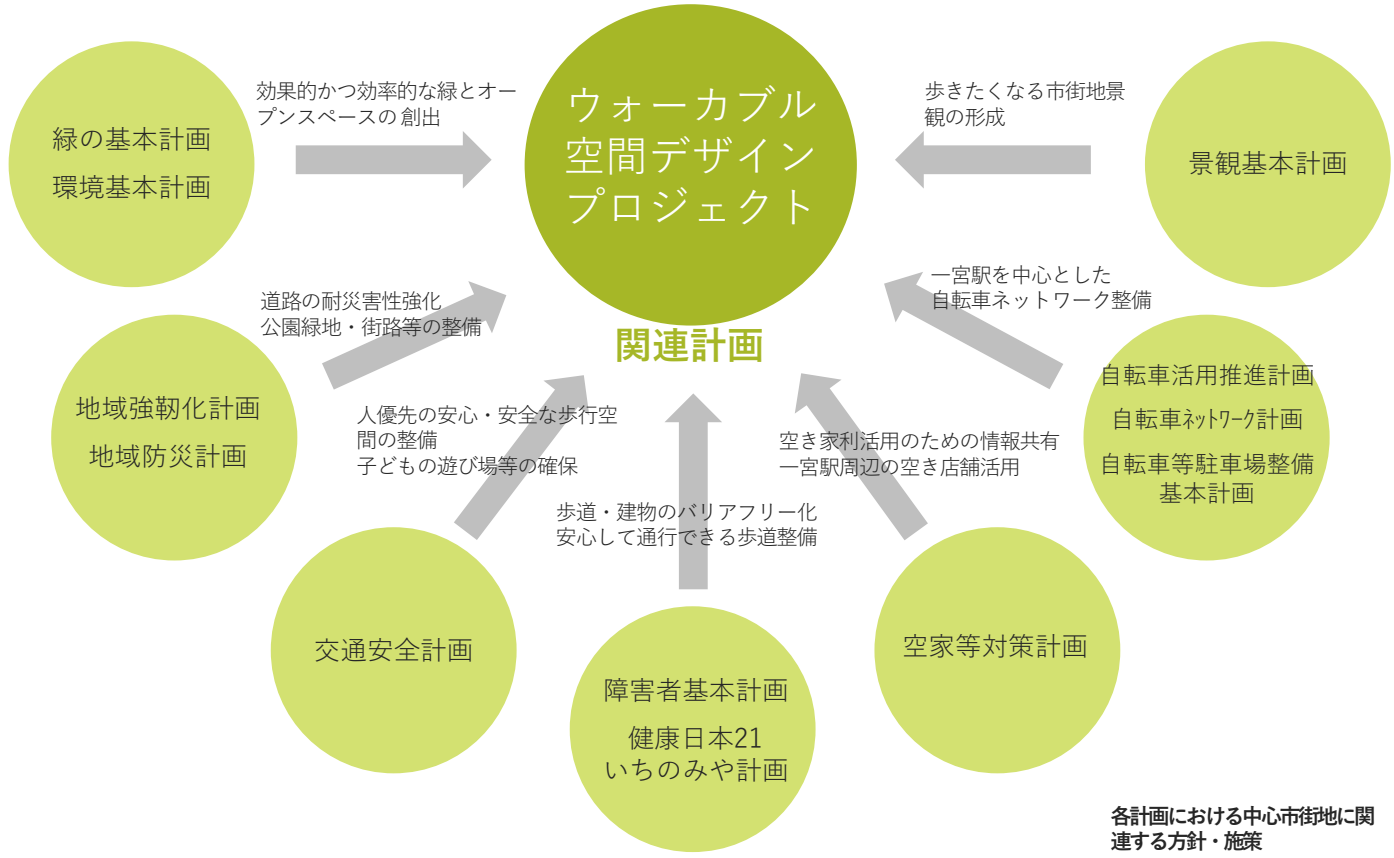 ウォーカブル
空間デザイン
プロジェクト
関連計画
緑の基本計画
環境基本計画
効果的かつ効率的な緑とオー
プンスペースの 創出
歩きたくなる市街地景
観の形成
景観基本計画
道路の耐災害性強化
公園緑地・街路等の整備
地域強靭化計画
地域防災計画
一宮駅を中心とした
自転車ネットワーク整備
自転車活用推進計画
自転車ﾈｯﾄﾜｰｸ計画
自転車等駐車場整備
基本計画
人優先の安心・安全な歩行空
間の整備
子どもの遊び場等の確保
交通安全計画
歩道・建物のバリアフリー化
安心して通行できる歩道整備
障害者基本計画
健康日本21
いちのみや計画
空き家利活用のための情報共有
一宮駅周辺の空き店舗活用
空家等対策計画
各計画における中心市街地に関
連する方針・施策